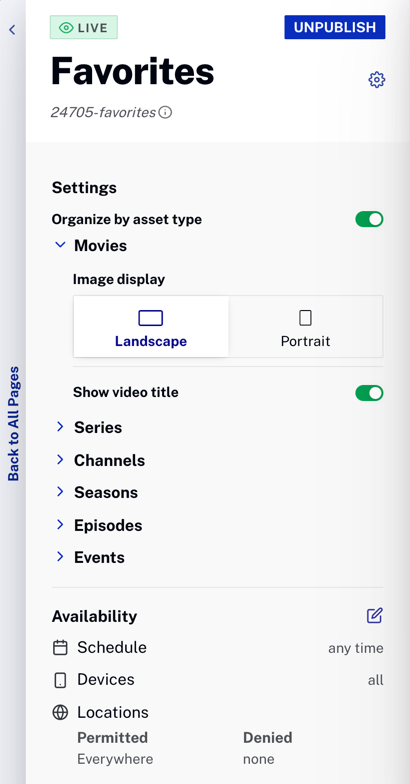 LIVE
UNPUBLISH
Favorites
24705-favorites
Settings
Organize by asset type
Movies
Image display
Landscape
Portrait
Show video title
Series
Channels
Seasons
Episodes
Events
Back to All Pages
Availability
Schedule any time
Devices all
Locations
Permitted Denied
Everywhere none